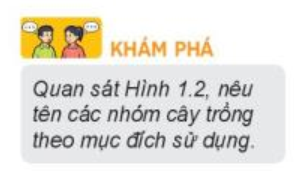 KHÁM PHÁ
Quan sát Hình 1.2, nêu
tên các nhóm cây trồng
theo mục đích sử dụng.